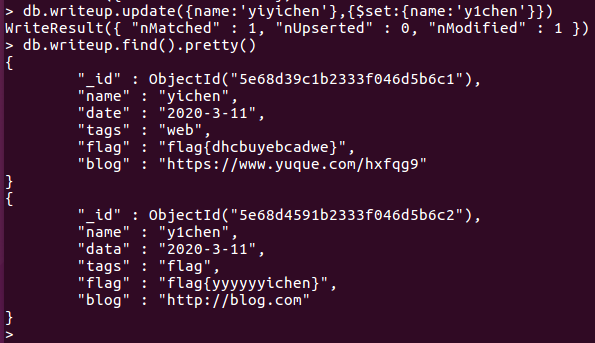 > db.writeup.update({name:'yiyichen'},{$set:{name:'y1chen'}})
WriteResult({ "nMatched" : 1, "nUpserted" : 0, "nModified" : 1 })
> db.writeup.find().pretty()
{
"_id" : ObjectId("5e68d39c1b2333f046d5b6c1"),
"name" : "yichen",
"date" : "2020-3-11",
"tags" : "web",
"flag" : "flag{dhcbuyebcadwe}",
"blog" : "https://www.yuque.com/hxfqg9"
}
{
"_id" : ObjectId("5e68d4591b2333f046d5b6c2"),
"name" : "y1chen",
"data" : "2020-3-11",
"tags" : "flag",
"flag" : "flag{yyyyyyichen}",
"blog" : "http://blog.com"
}
>